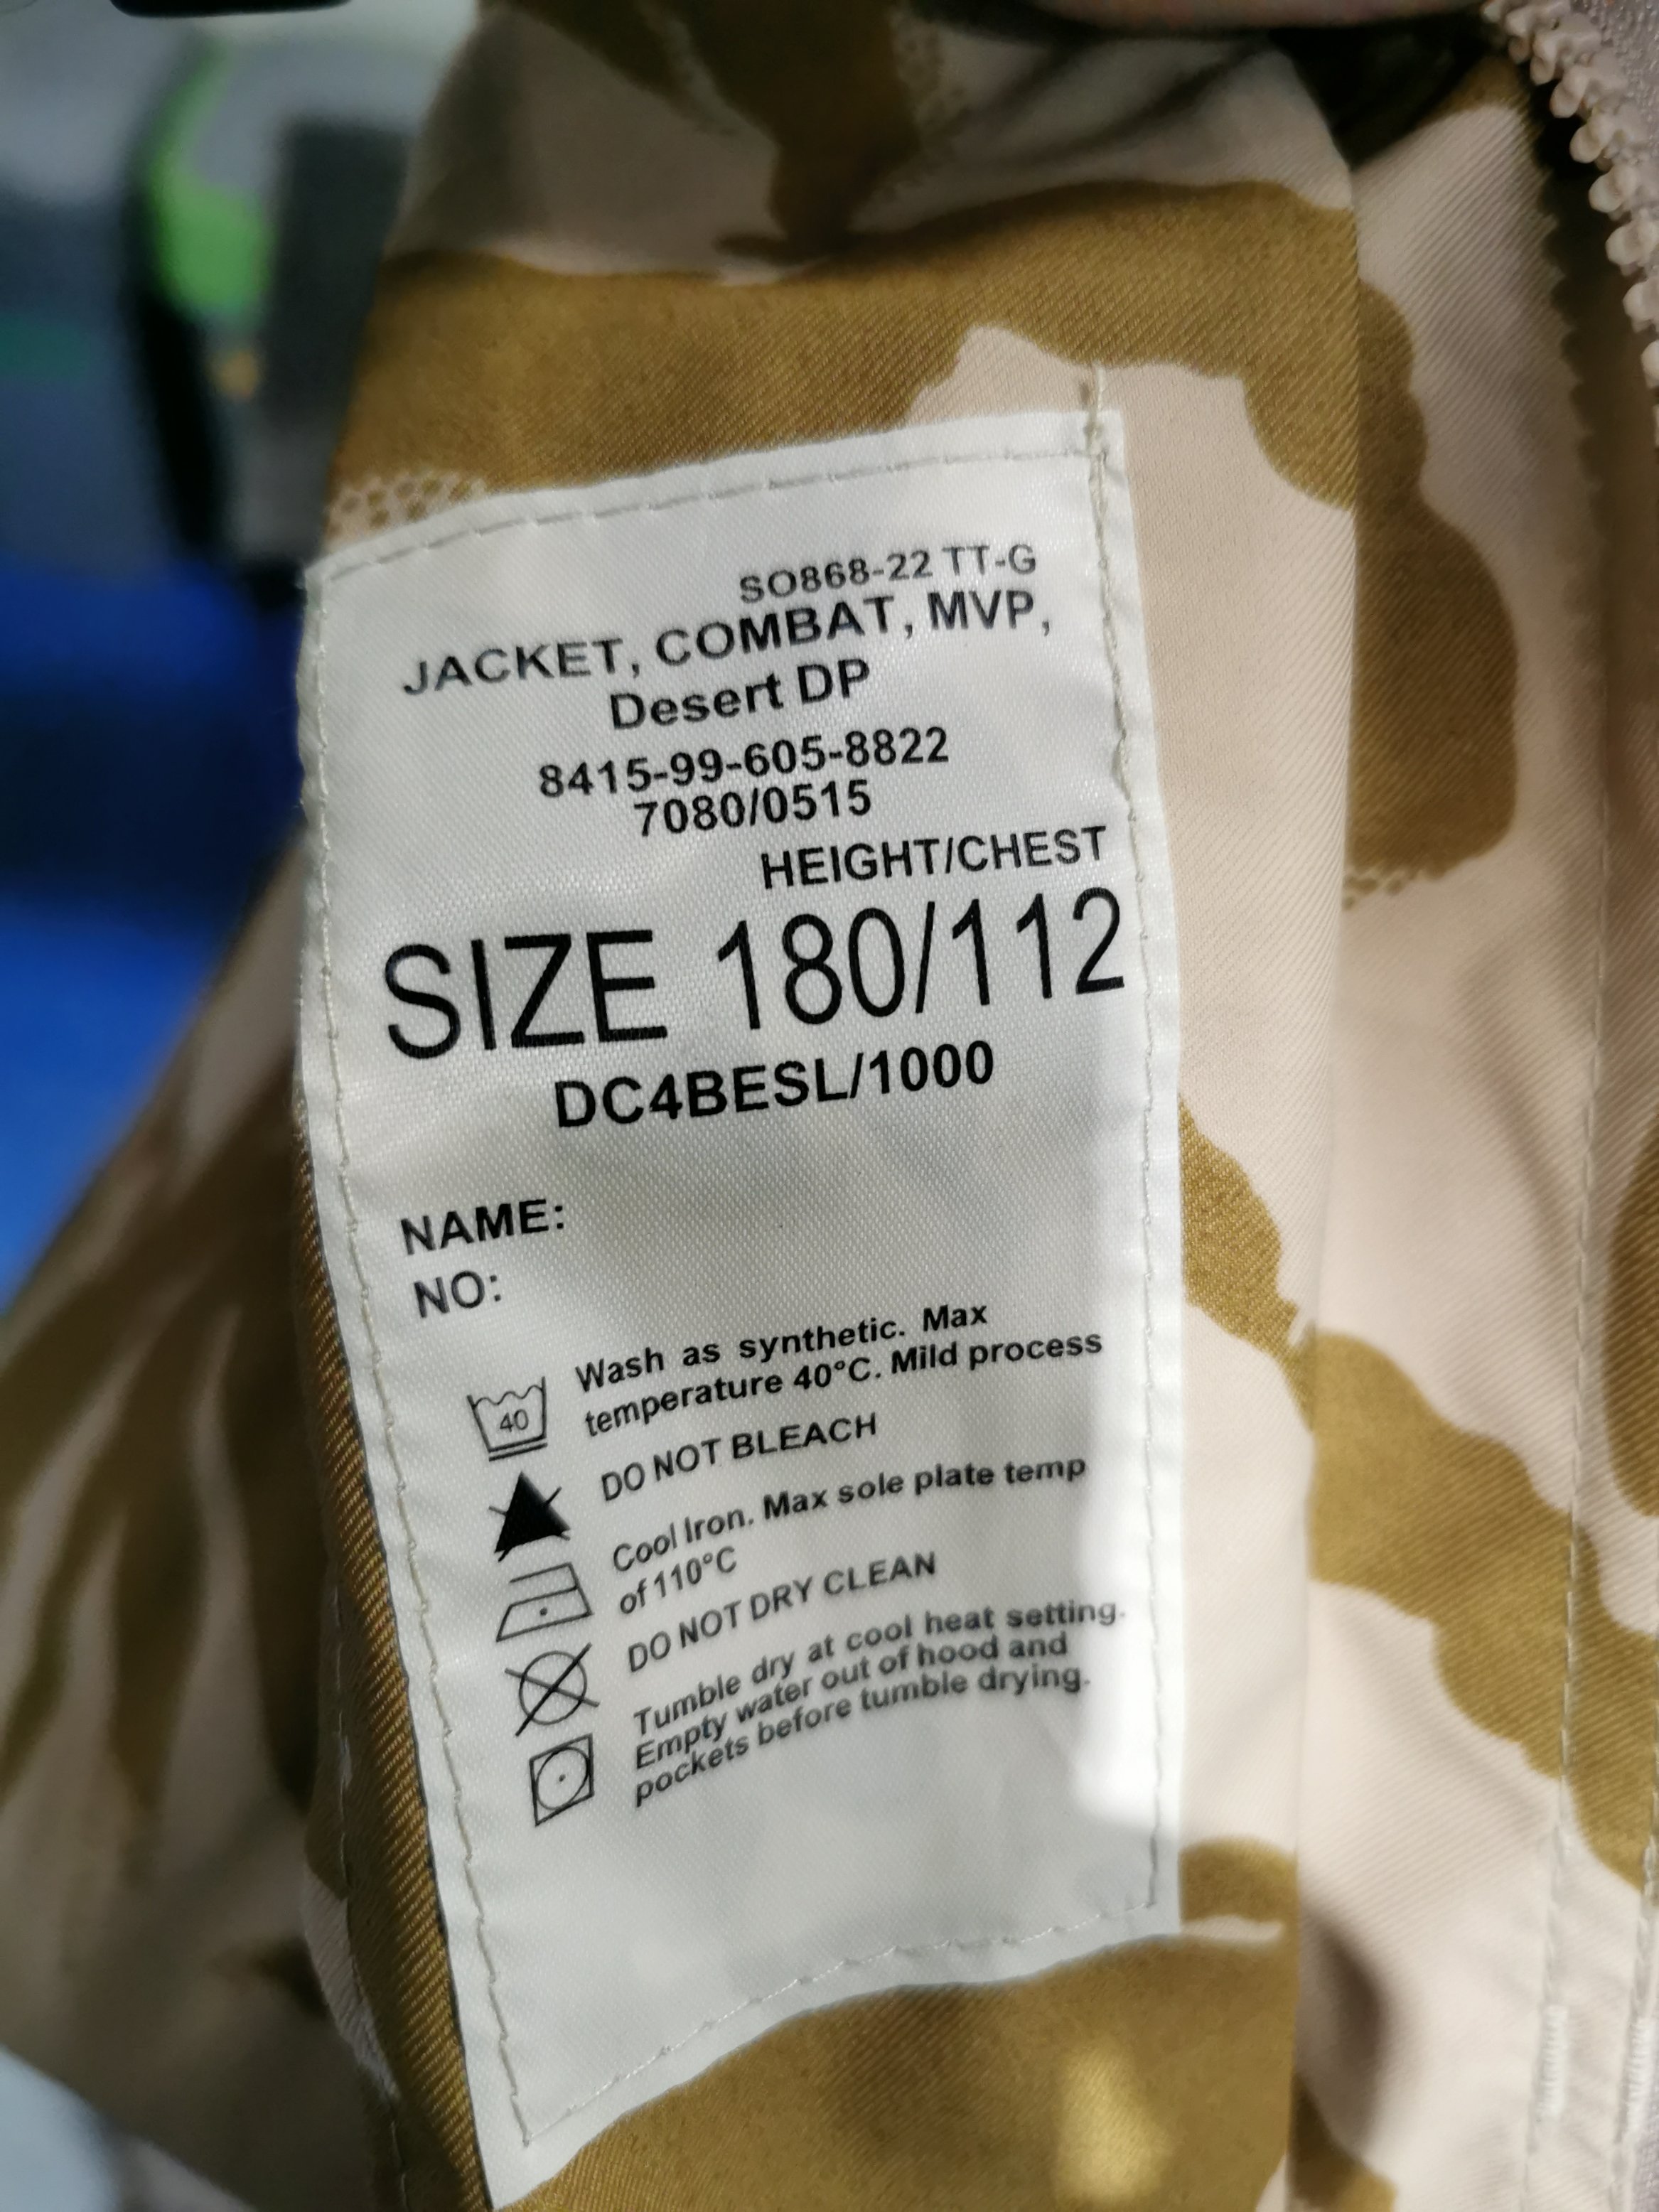 SO868-22 TT-G
JACKET, COMBAT, MVP,
Desert DP
8415-99-605-8822
7080/0515
HEIGHT/CHEST
SIZE 180/112
DC4BESL/1000
NAME:
NO:
Wash as synthetic. Max
temperature 40°C. Mild process
40
DO NOT BLEACH
Cool Iron. Max sole plate temp
of 110°C
DO NOT DRY CLEAN
Tumble dry at cool heat setting.
Empty water out of hood and
pockets before tumble drying.